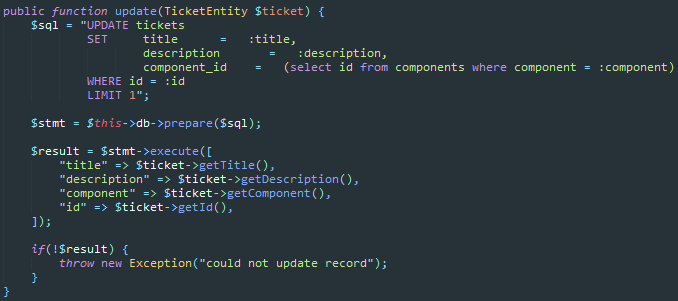 public function update(TicketEntity $ticket) {
    $sql = "UPDATE tickets
            SET     title      =   :title,
                    description       =   :description,
                    component_id    =   (select id from components where component = :component)
            WHERE id = :id
            LIMIT 1";

    $stmt = $this->db->prepare($sql);

    $result = $stmt->execute([
        "title" => $ticket->getTitle(),
        "description" => $ticket->getDescription(),
        "component" => $ticket->getComponent(),
        "id" => $ticket->getId(),
    ]);

    if(!$result) {
        throw new Exception("could not update record");
    }
}